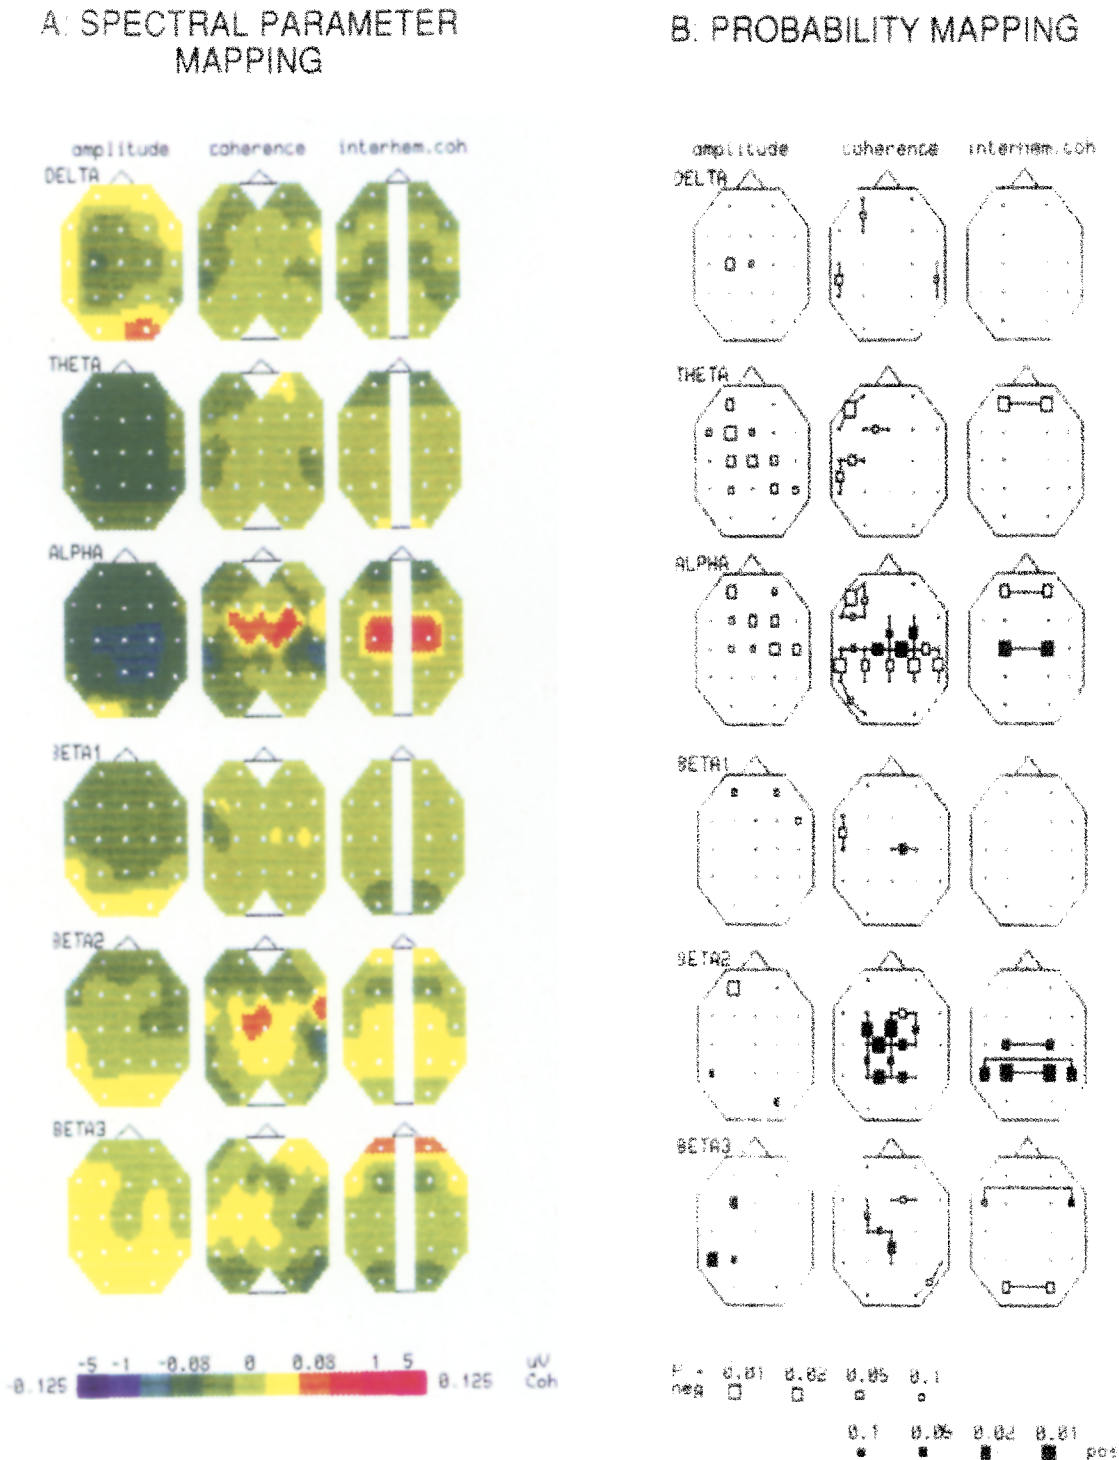 A: SPECTRAL PARAMETER
MAPPING
B: PROBABILITY MAPPING
amplitude coherence interhem.coh
amplitude coherence interhem.coh
DELTA
DELTA
THETA
THETA
ALPHA
ALPHA
BETA1
BETA1
BETA2
BETA2
BETA3
BETA3
-5 -1 -0.08 0 0.08 1 5 uV
-0.125 0.125 Coh
P - 0.01 0.02 0.05 0.1
neg
0.1 0.05 0.02 0.01
pos